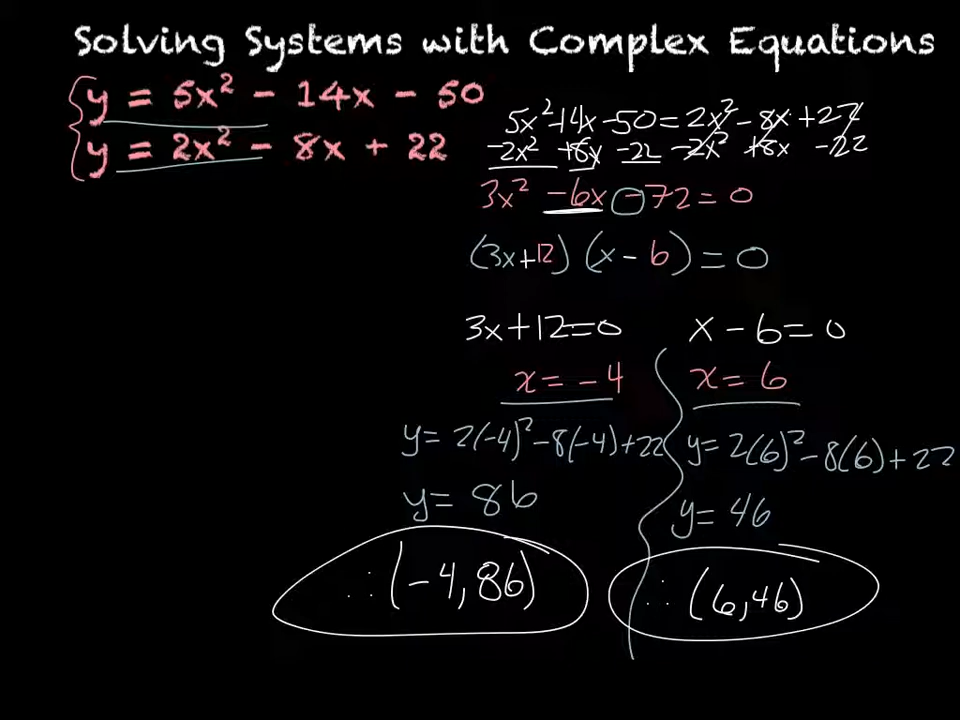 Solving Systems with Complex Equations
y = 5x² - 14x - 50
y = 2x² - 8x + 22
5x² -14x -50 = 2x² - 8x + 22
-2x² +8x -22 -2x² +8x -22
3x² -6x -72 = 0
(3x+12) (x - 6) = 0
3x+12=0 x - 6 = 0
x = -4 x = 6
y = 2(-4)² -8(-4) +22 y = 2(6)² - 8(6) + 22
y = 86 y = 46
∴ (-4, 86) ∴ (6, 46)